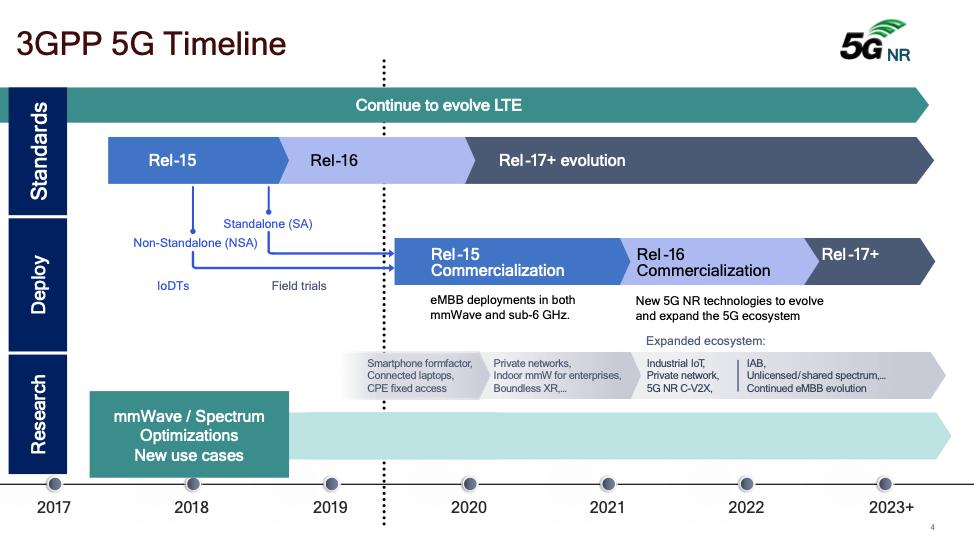 3GPP 5G Timeline
5G NR
Standards
Continue to evolve LTE
Rel-15
Rel-16
Rel-17+ evolution
Standalone (SA)
Non-Standalone (NSA)
IoDTs
Field trials
Deploy
Rel-15
Commercialization
Rel-16
Commercialization
Rel-17+
eMBB deployments in both
mmWave and sub-6 GHz.
New 5G NR technologies to evolve
and expand the 5G ecosystem
Expanded ecosystem:
Smartphone formfactor,
Connected laptops,
CPE fixed access
Private networks,
Indoor mmW for enterprises,
Boundless XR,...
Industrial IoT,
Private network,
5G NR C-V2X,
IAB,
Unlicensed/shared spectrum,...
Continued eMBB evolution
Research
mmWave / Spectrum
Optimizations
New use cases
2017
2018
2019
2020
2021
2022
2023+
4